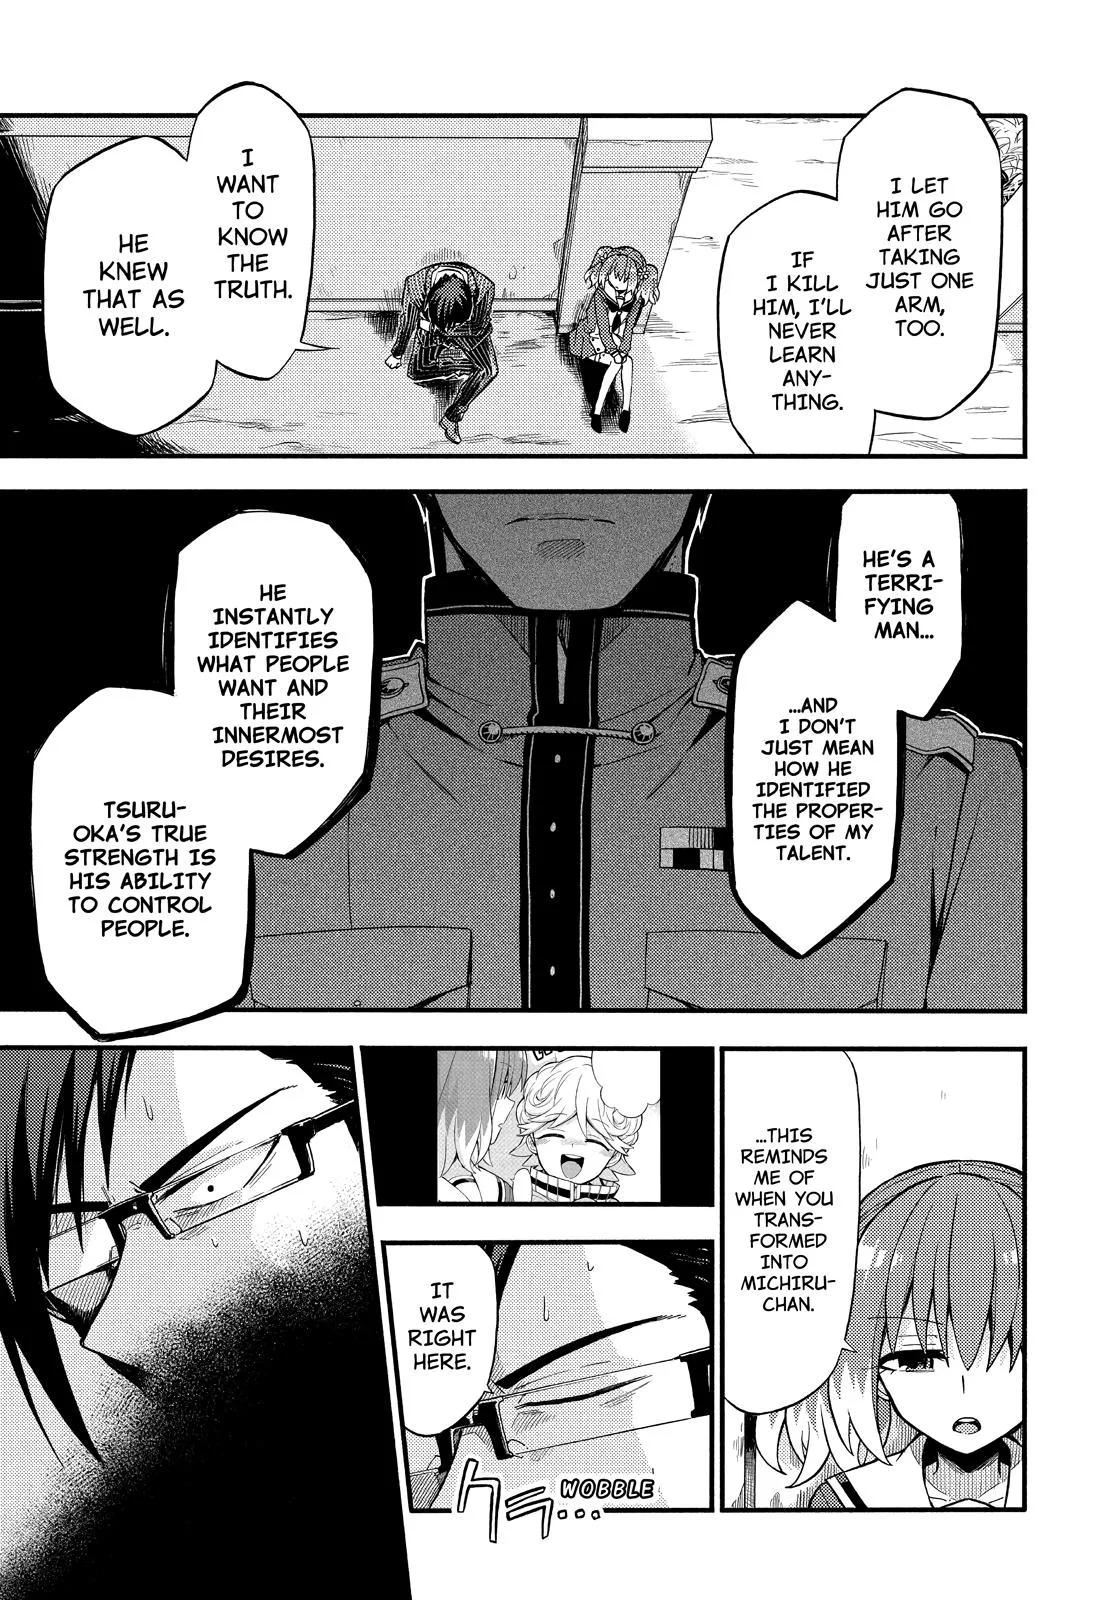 I LET
HIM GO
AFTER
TAKING
JUST ONE
ARM,
TOO.
IF
I KILL
HIM, I'LL
NEVER
LEARN
ANY-
THING.
I
WANT
TO
KNOW
THE
TRUTH.
HE
KNEW
THAT AS
WELL.
HE'S A
TERRI-
FYING
MAN...
...AND
I DON'T
JUST MEAN
HOW HE
IDENTIFIED
THE PROPER-
TIES OF MY
TALENT.
HE
INSTANTLY
IDENTIFIES
WHAT PEOPLE
WANT AND
THEIR
INNERMOST
DESIRES.
TSURU-
OKA'S TRUE
STRENGTH IS
HIS ABILITY
TO CONTROL
PEOPLE.
...THIS
REMINDS
ME OF
WHEN YOU
TRANS-
FORMED
INTO
MICHIRU-
CHAN.
IT
WAS
RIGHT
HERE.
クラ...
WOBBLE